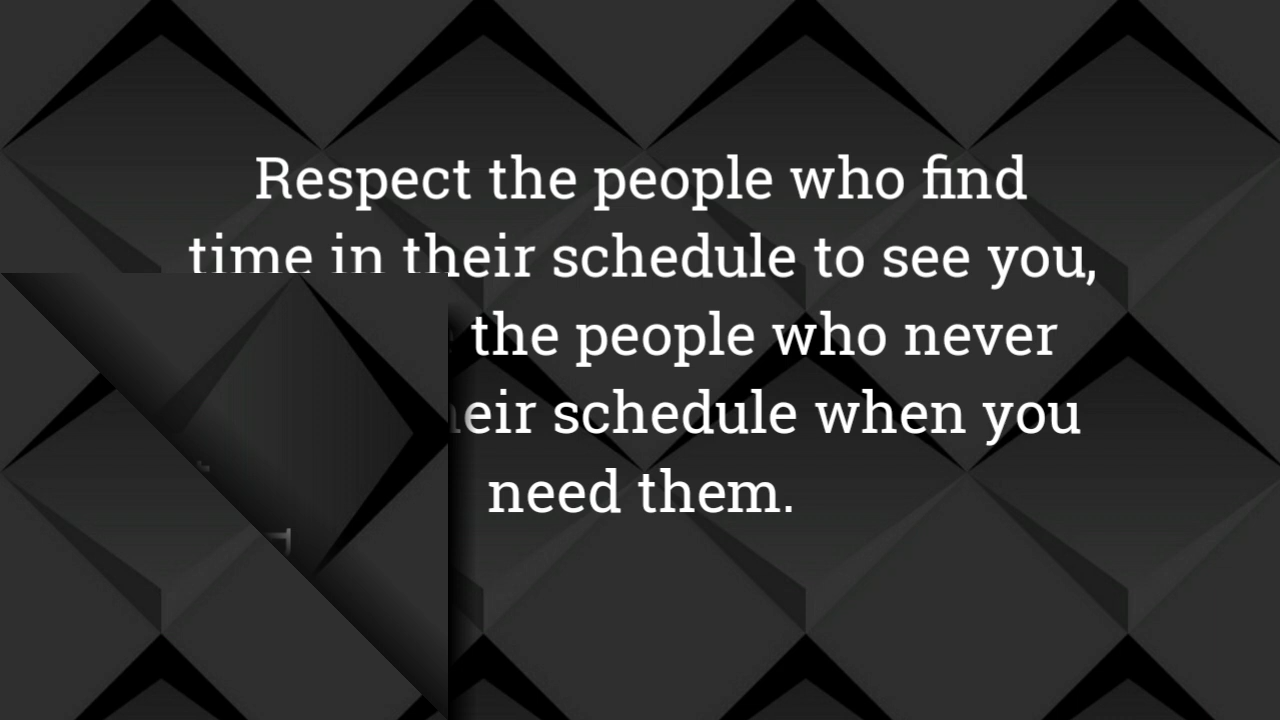 Respect the people who find
time in their schedule to see you,
the people who never
schedule when you
need them.